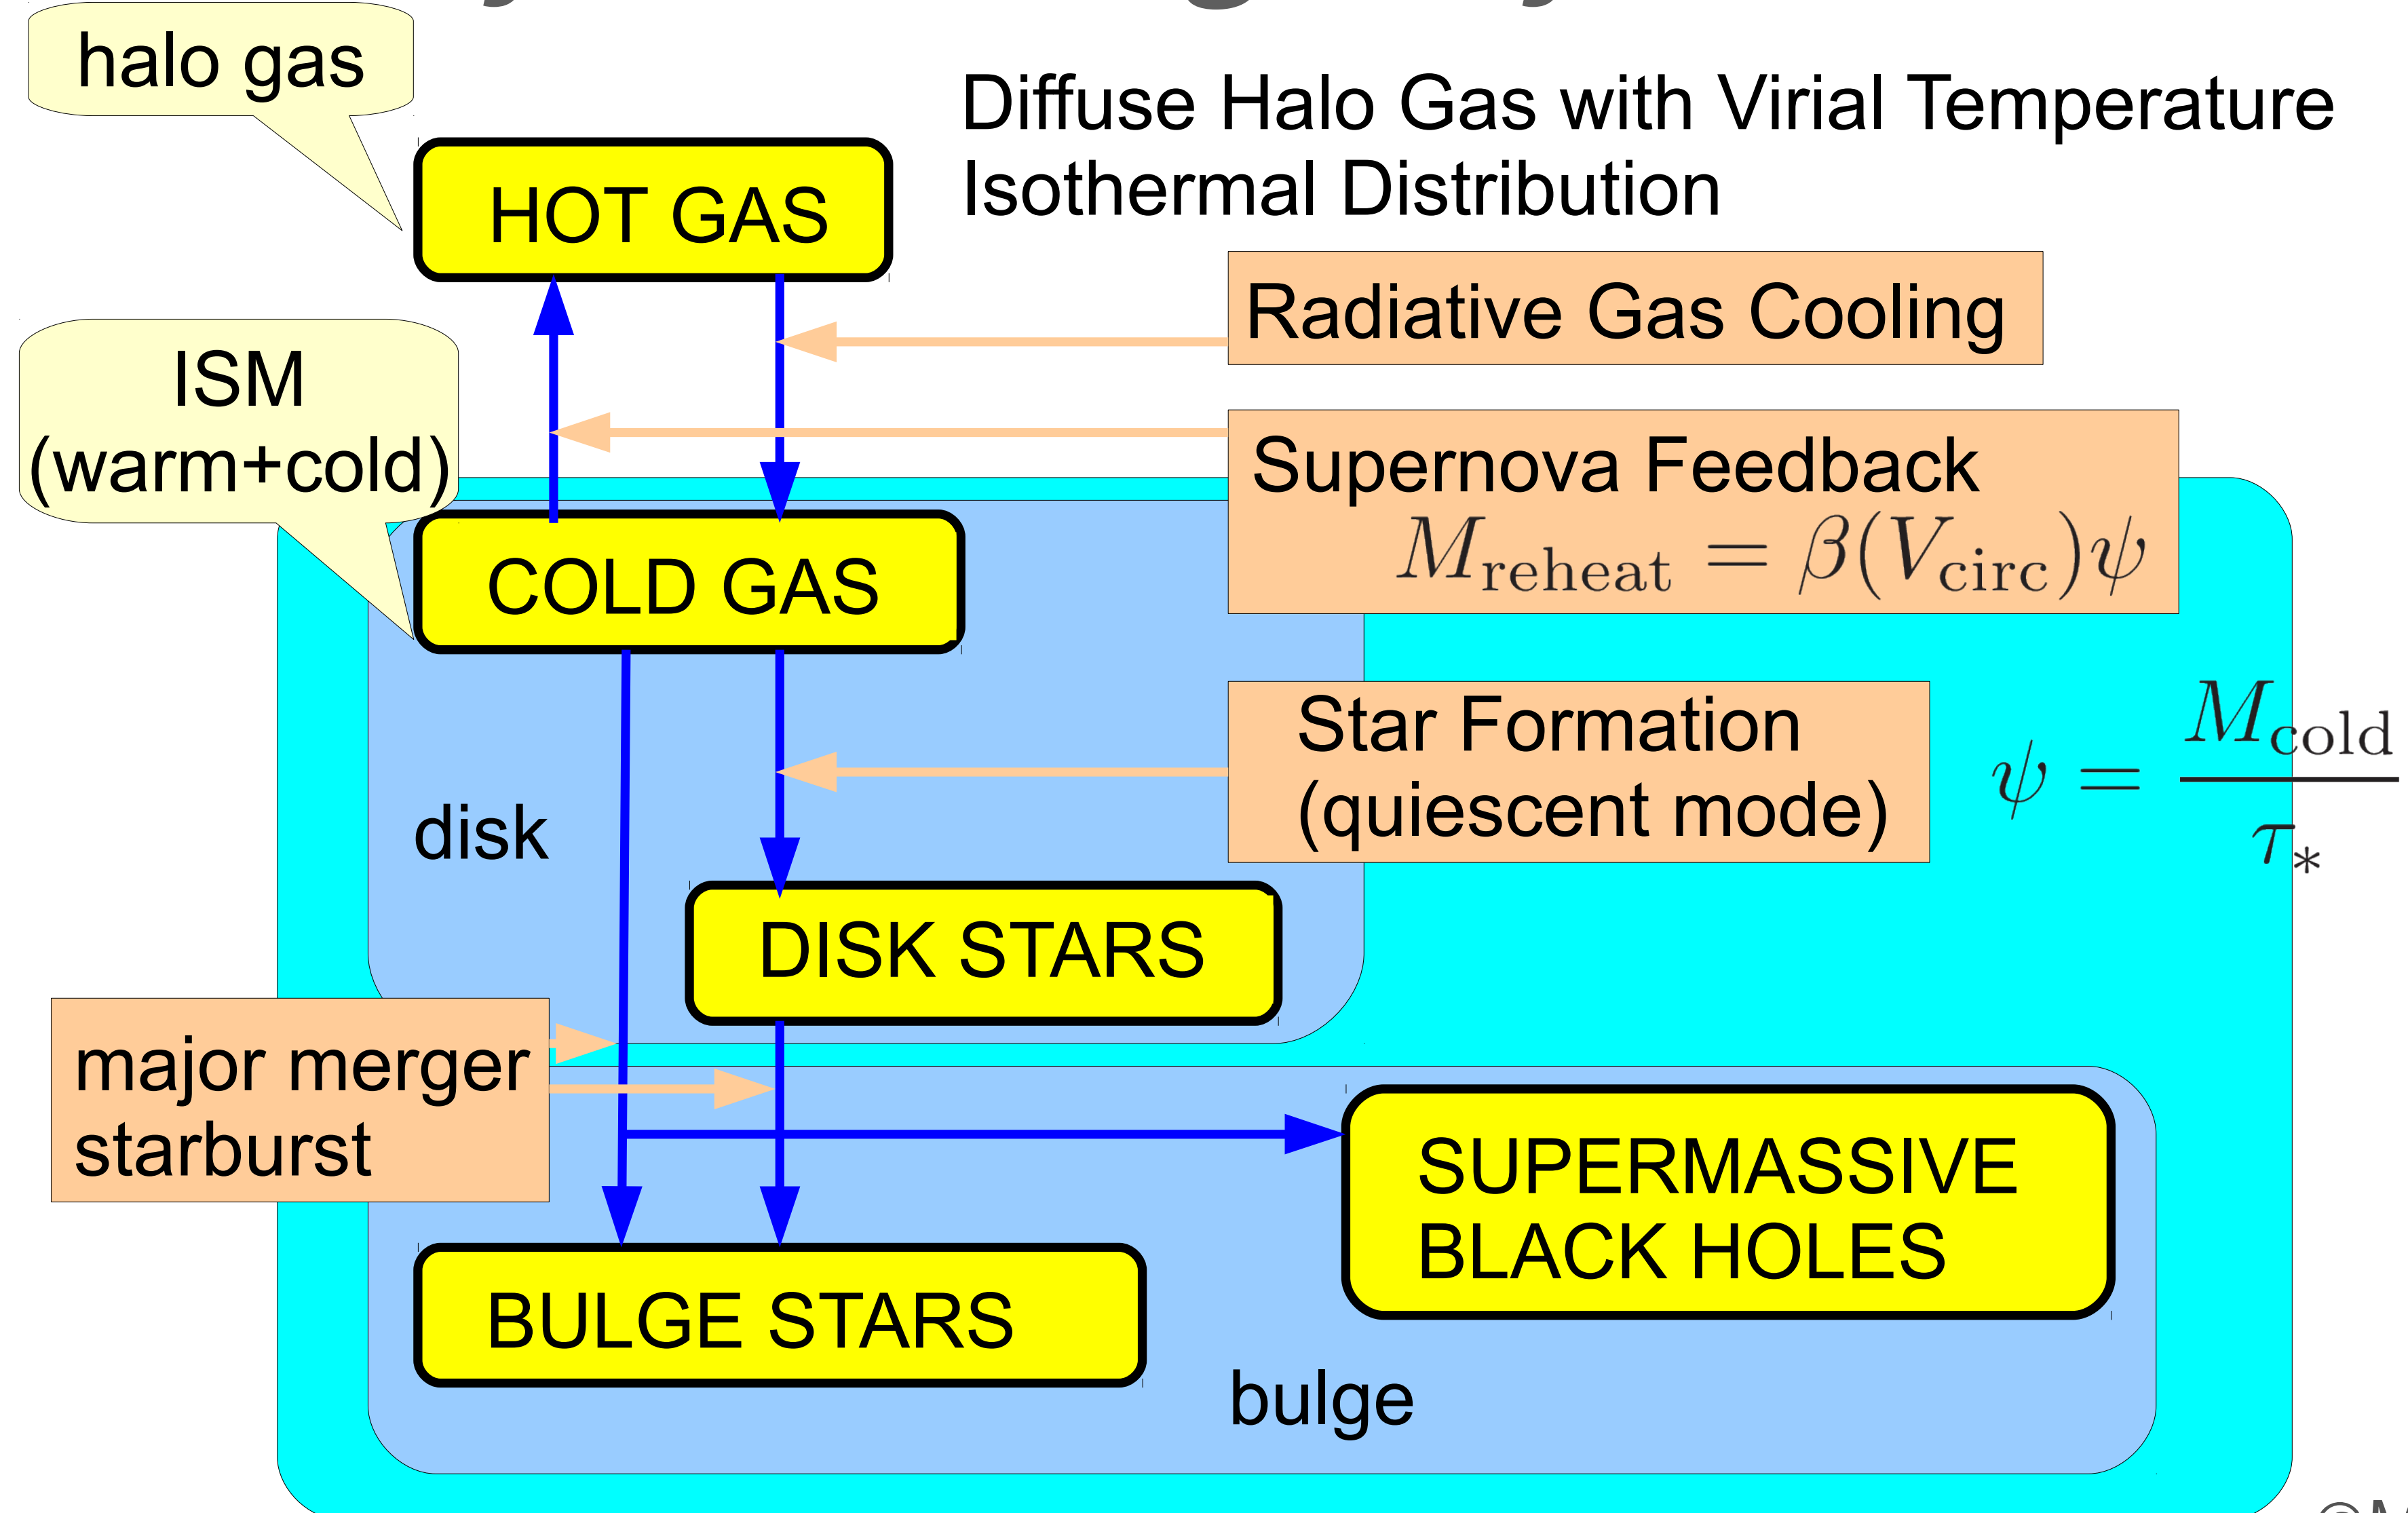 halo gas
Diffuse Halo Gas with Virial Temperature
Isothermal Distribution
HOT GAS
Radiative Gas Cooling
ISM
(warm+cold)
Supernova Feedback
M_reheat = β(V_circ)ψ
COLD GAS
Star Formation
(quiescent mode)
ψ = M_cold / τ_*
disk
DISK STARS
major merger
starburst
SUPERMASSIVE
BLACK HOLES
BULGE STARS
bulge